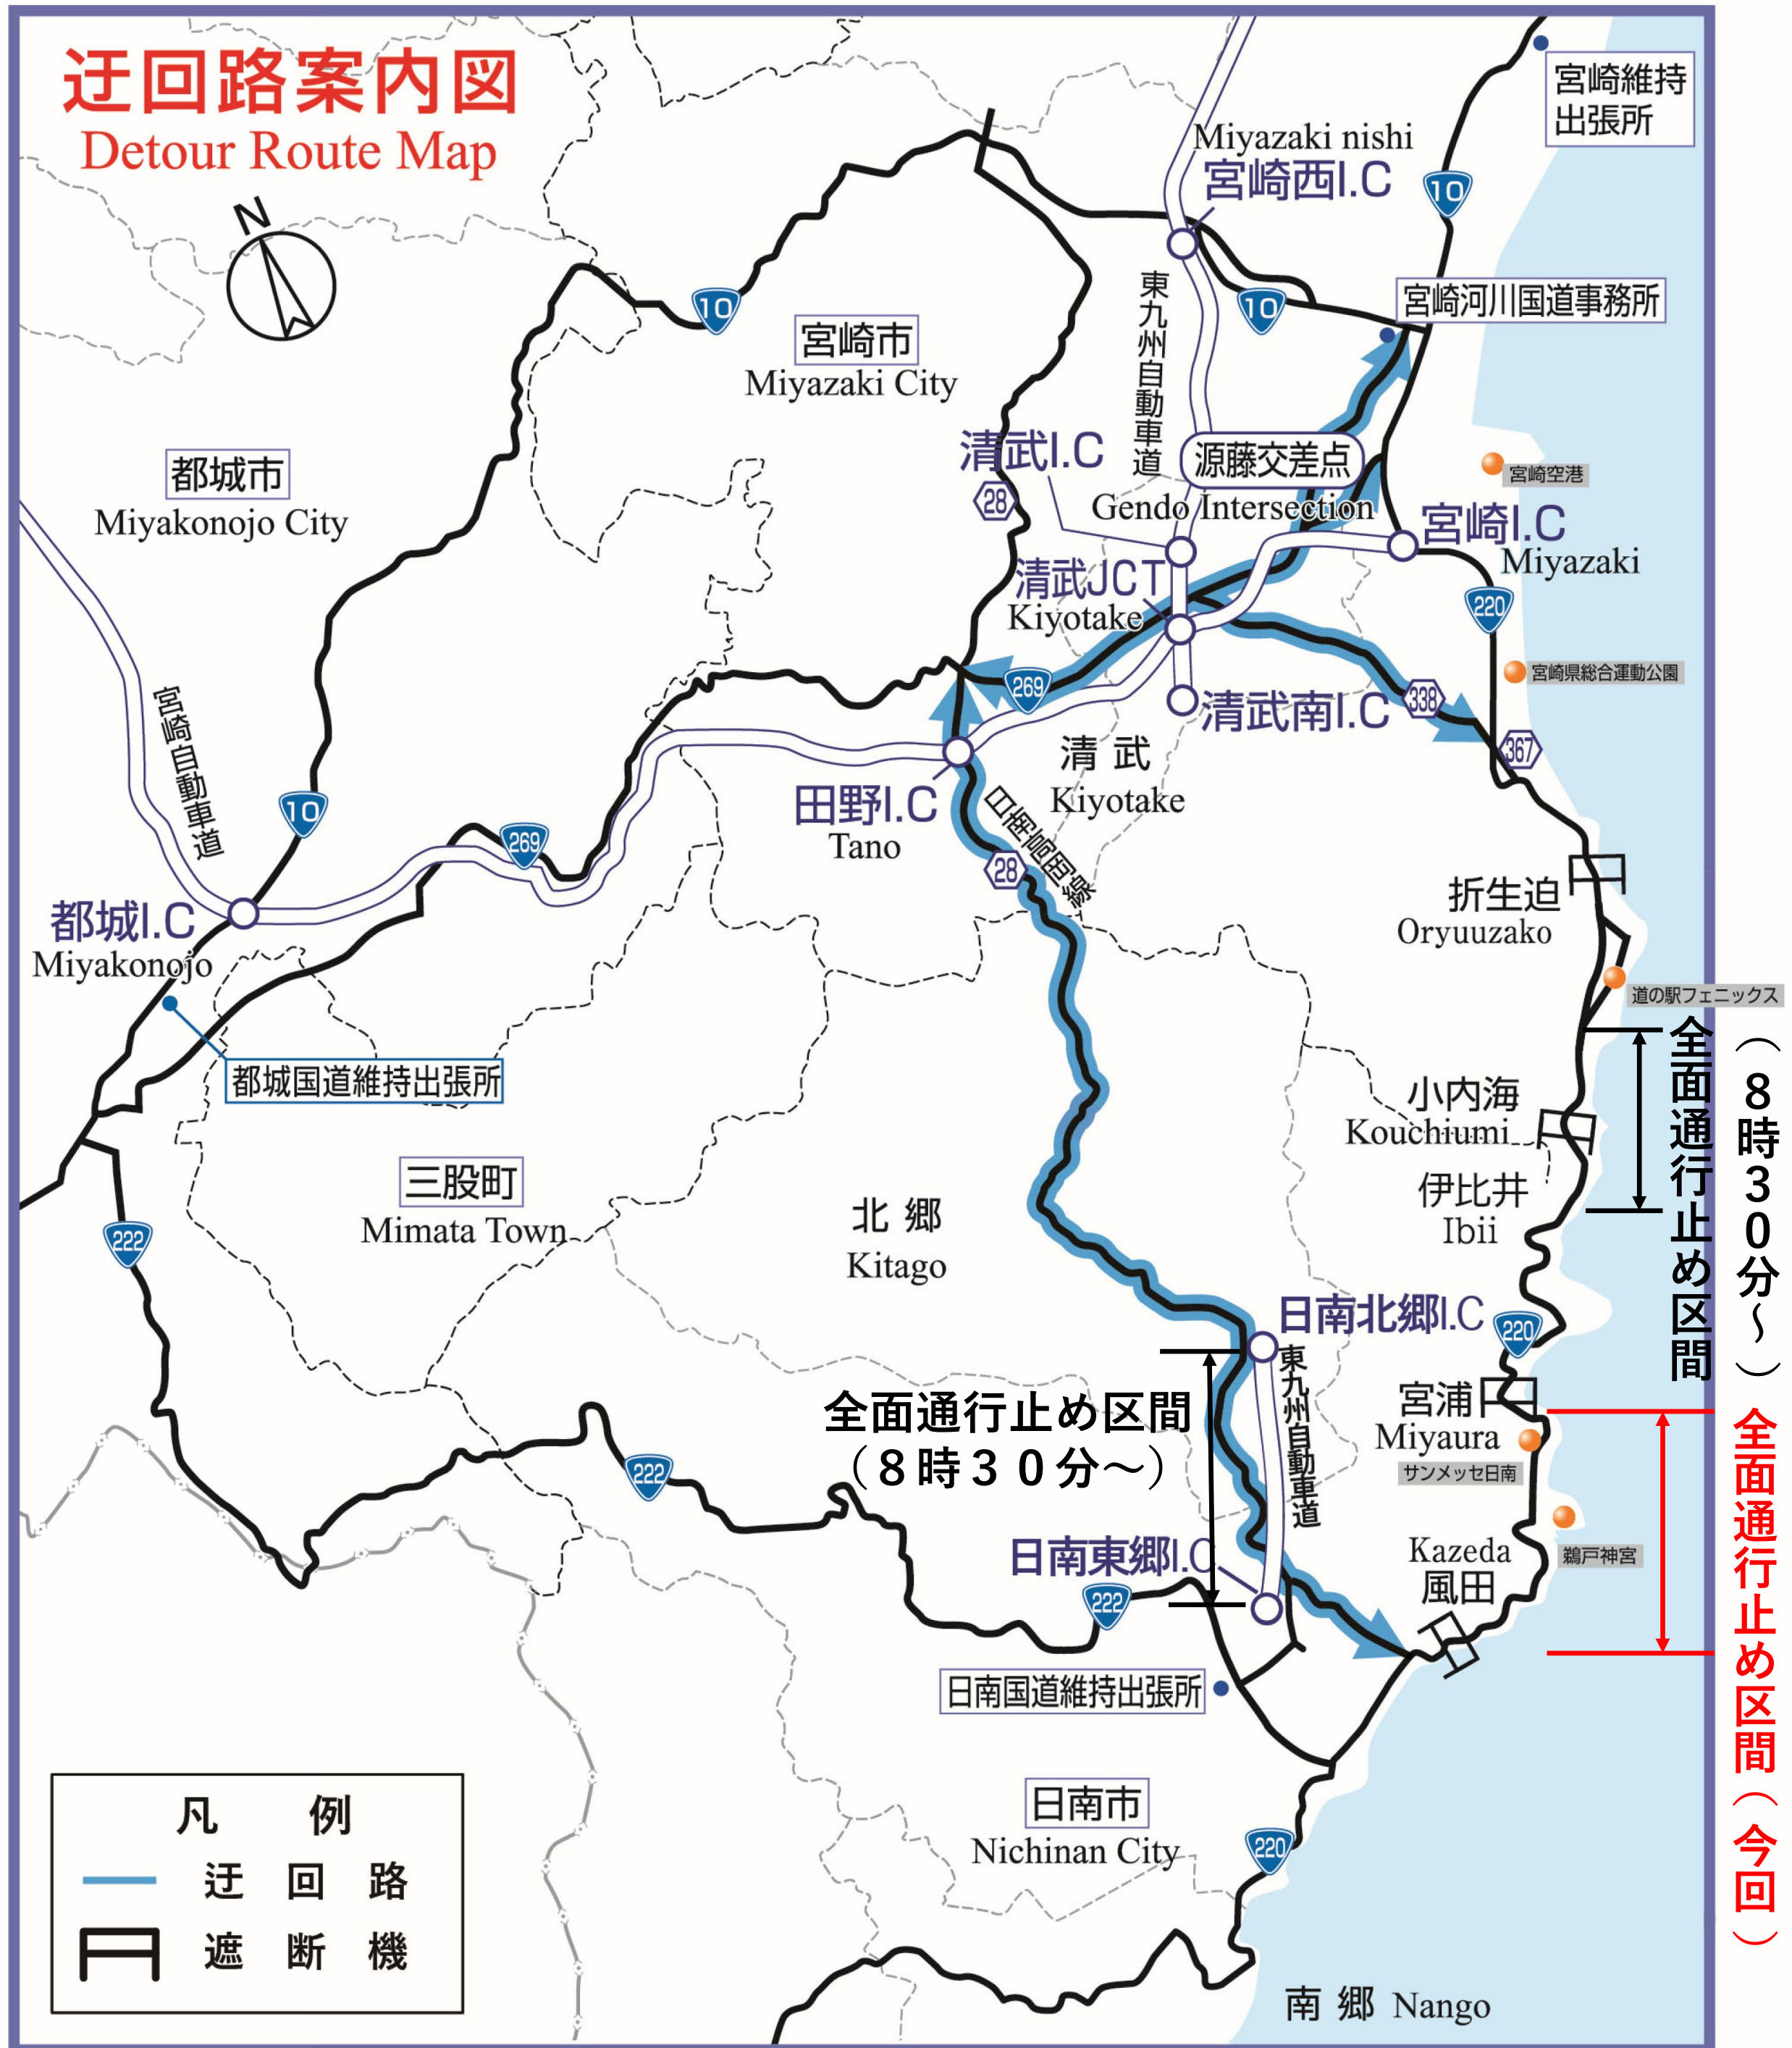 迂回路案内図
Detour Route Map
N
宮崎維持
出張所
Miyazaki nishi
宮崎西I.C
10
10
10
宮崎河川国道事務所
東九州自動車道
宮崎市
Miyazaki City
清武I.C
28
源藤交差点
Gendo Intersection
宮崎空港
都城市
Miyakonojo City
宮崎I.C
Miyazaki
清武JCT
Kiyotake
220
宮崎県総合運動公園
269
338
清武南I.C
367
宮崎自動車道
清武
Kiyotake
田野I.C
Tano
日南高岡線
28
10
269
折生迫
Oryuuzako
都城I.C
Miyakonojo
道の駅フェニックス
都城国道維持出張所
全面通行止め区間
(8時30分~)
小内海
Kouchiumi
伊比井
Ibii
三股町
Mimata Town
222
北郷
Kitago
日南北郷I.C
220
東九州自動車道
全面通行止め区間
(8時30分~)
宮浦
Miyaura
サンメッセ日南
全面通行止め区間(今回)
222
Kazeda
風田
鵜戸神宮
日南東郷I.C
222
日南国道維持出張所
日南市
Nichinan City
220
凡例
迂回路
遮断機
南郷 Nango